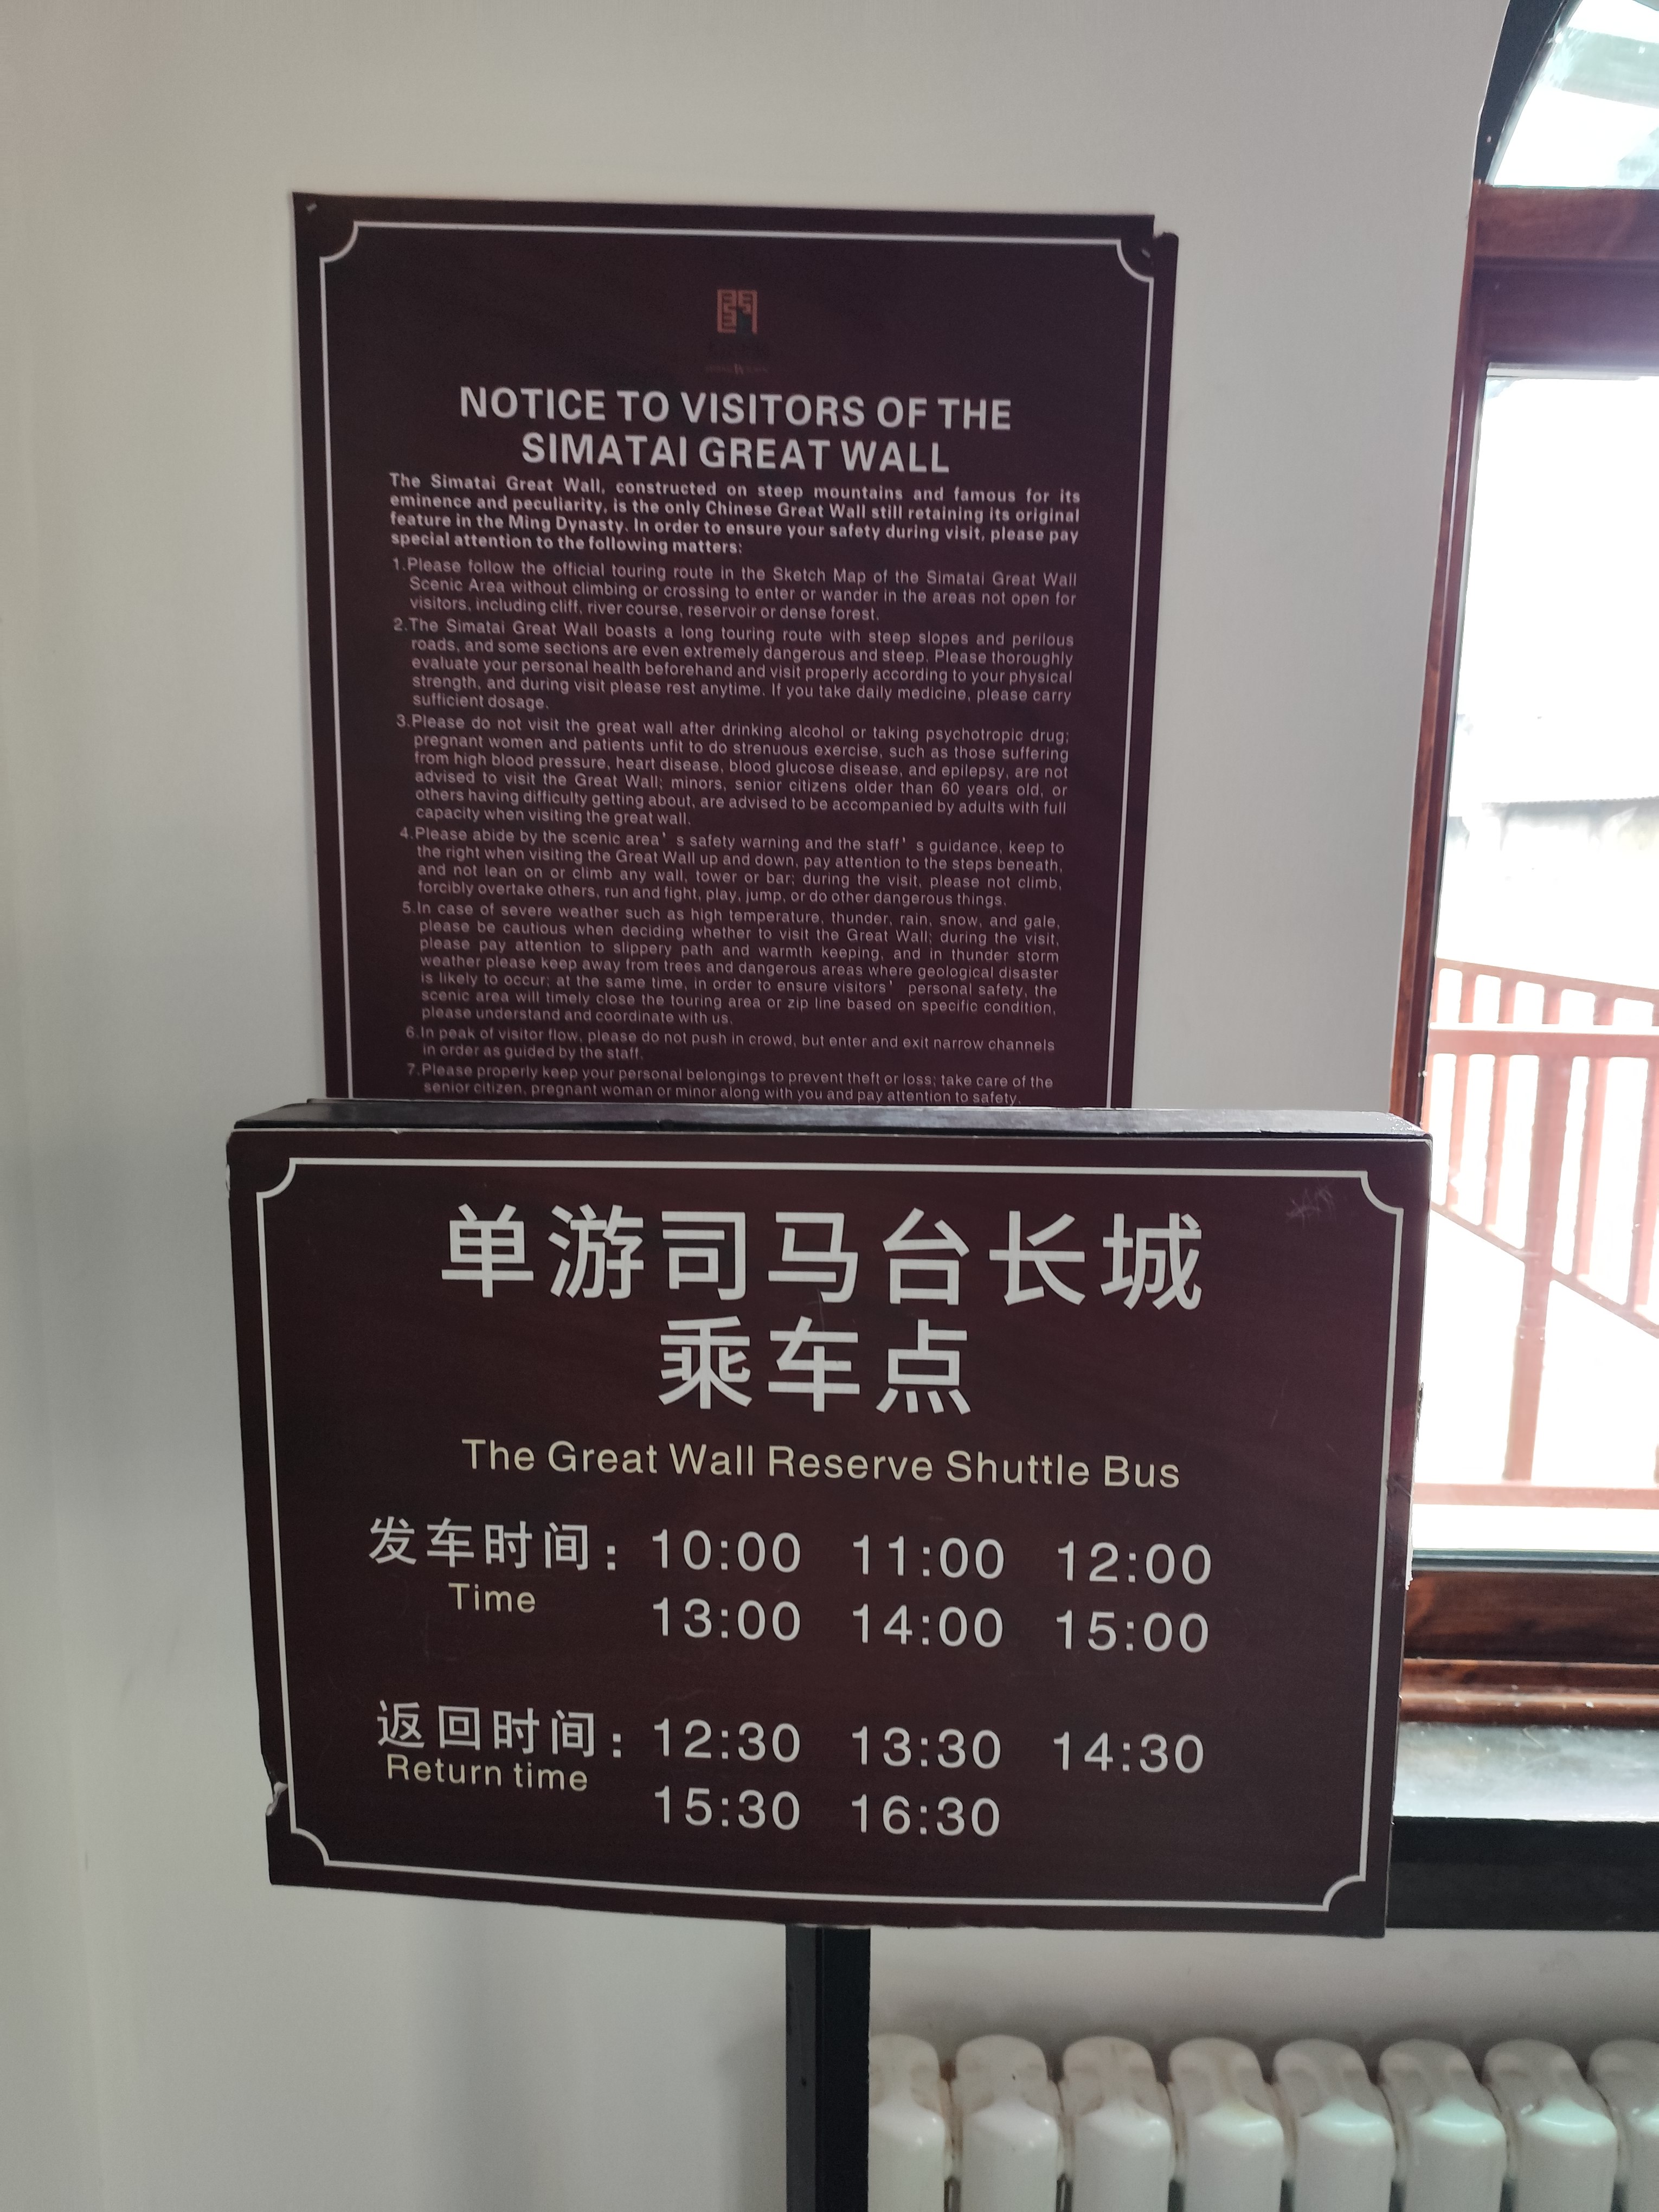 NOTICE TO VISITORS OF THE
SIMATAI GREAT WALL
The Simatai Great Wall, constructed on steep mountains and famous for its
eminence and peculiarity, is the only Chinese Great Wall still retaining its original
feature in the Ming Dynasty. In order to ensure your safety during visit, please pay
special attention to the following matters:
1.Please follow the official touring route in the Sketch Map of the Simatai Great Wall
Scenic Area without climbing or crossing to enter or wander in the areas not open for
visitors, including cliff, river course, reservoir or dense forest.
2.The Simatai Great Wall boasts a long touring route with steep slopes and perilous
roads, and some sections are even extremely dangerous and steep. Please thoroughly
evaluate your personal health beforehand and visit properly according to your physical
strength, and during visit please rest anytime. If you take daily medicine, please carry
sufficient dosage.
3.Please do not visit the great wall after drinking alcohol or taking psychotropic drug;
pregnant women and patients unfit to do strenuous exercise, such as those suffering
from high blood pressure, heart disease, blood glucose disease, and epilepsy, are not
advised to visit the Great Wall; minors, senior citizens older than 60 years old, or
others having difficulty getting about, are advised to be accompanied by adults with full
capacity when visiting the great wall.
4.Please abide by the scenic area's safety warning and the staff's guidance, keep to
the right when visiting the Great Wall up and down, pay attention to the steps beneath,
and not lean on or climb any wall, tower or bar; during the visit, please not climb,
forcibly overtake others, run and fight, play, jump, or do other dangerous things.
5.In case of severe weather such as high temperature, thunder, rain, snow, and gale,
please be cautious when deciding whether to visit the Great Wall; during the visit,
please pay attention to slippery path and warmth keeping, and in thunder storm
weather please keep away from trees and dangerous areas where geological disaster
is likely to occur; at the same time, in order to ensure visitors' personal safety, the
scenic area will timely close the touring area or zip line based on specific condition,
please understand and coordinate with us.
6.In peak of visitor flow, please do not push in crowd, but enter and exit narrow channels
in order as guided by the staff.
7.Please properly keep your personal belongings to prevent theft or loss; take care of the
senior citizen, pregnant woman or minor along with you and pay attention to safety.
单游司马台长城
乘车点
The Great Wall Reserve Shuttle Bus
发车时间：10:00 11:00 12:00
Time
13:00 14:00 15:00
返回时间：12:30 13:30 14:30
Return time
15:30 16:30